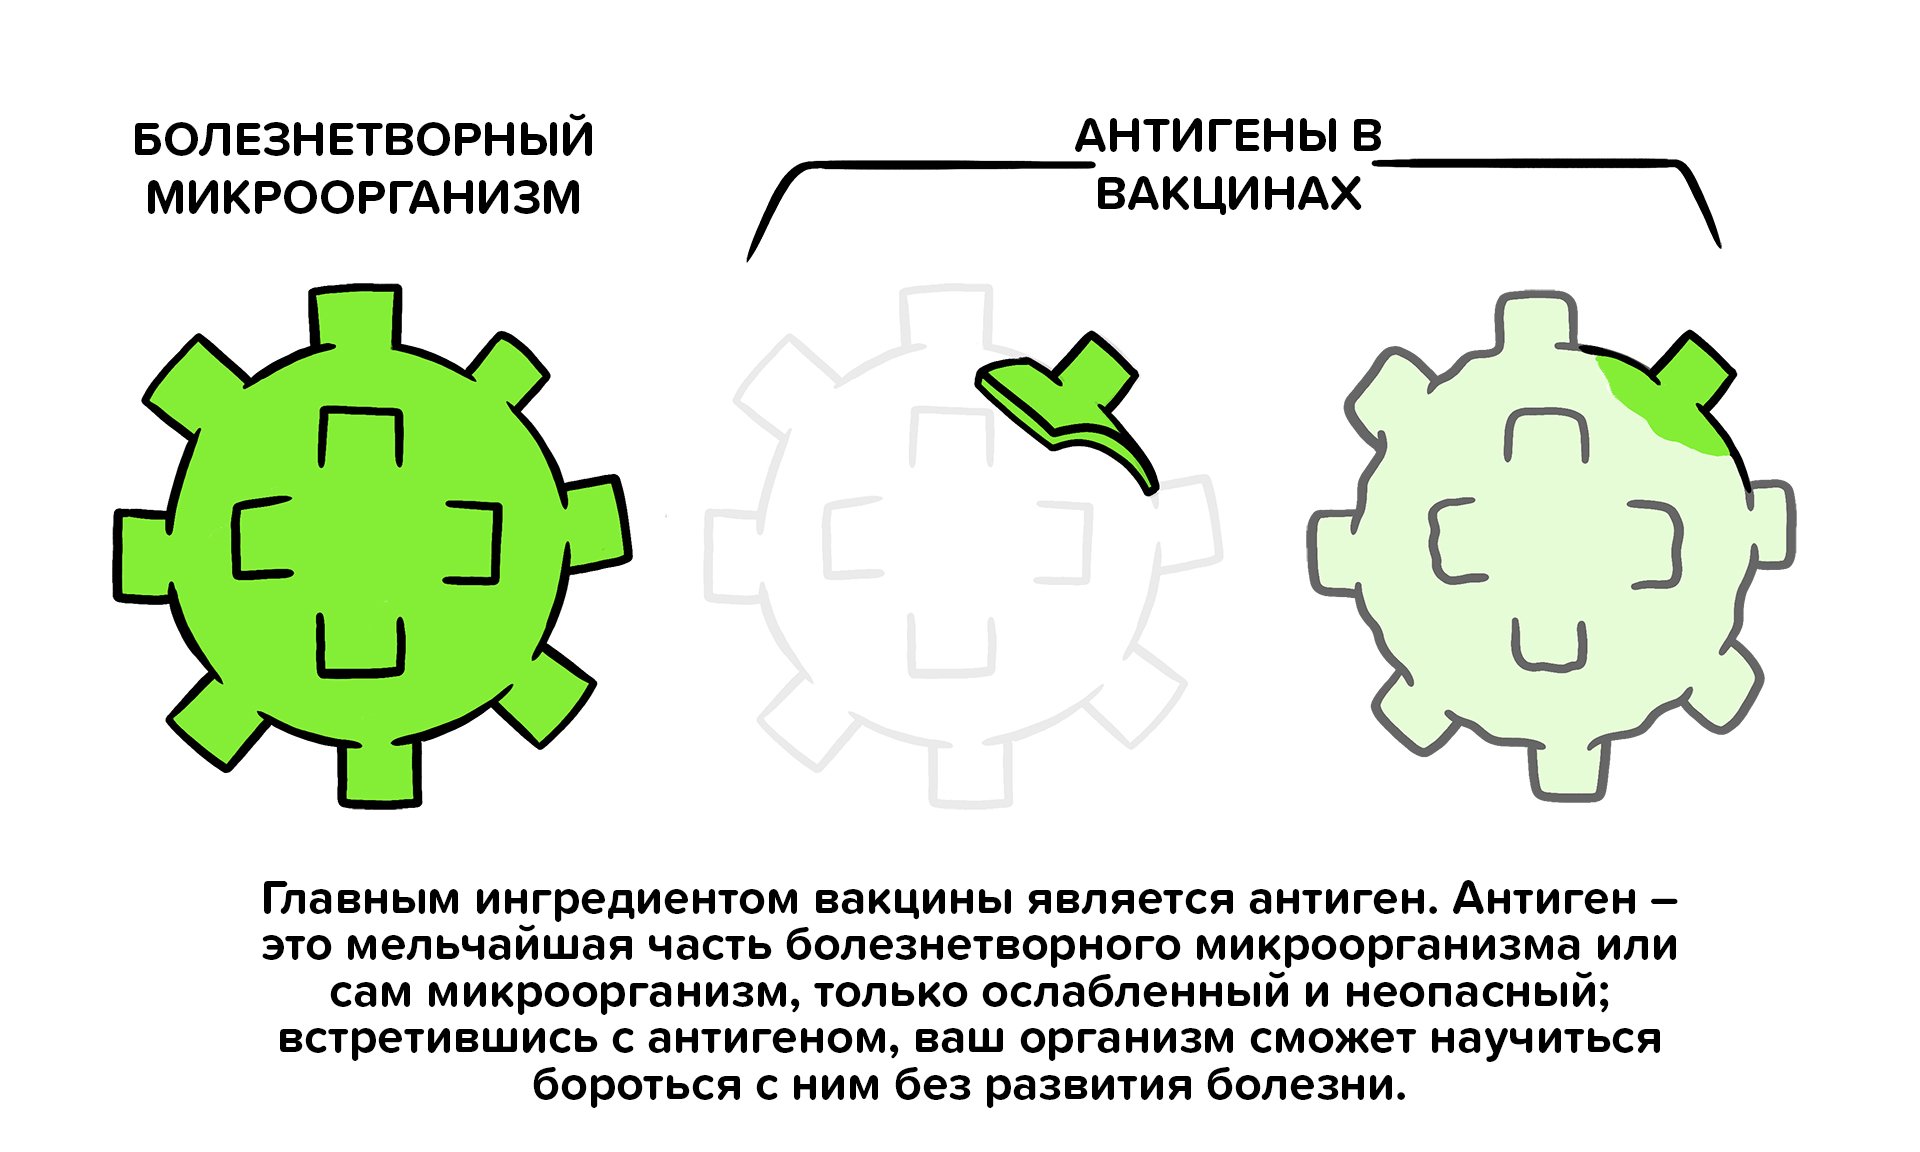 БОЛЕЗНЕТВОРНЫЙ
МИКРООРГАНИЗМ
АНТИГЕНЫ В
ВАКЦИНАХ
Главным ингредиентом вакцины является антиген. Антиген –
это мельчайшая часть болезнетворного микроорганизма или
сам микроорганизм, только ослабленный и неопасный;
встретившись с антигеном, ваш организм сможет научиться
бороться с ним без развития болезни.